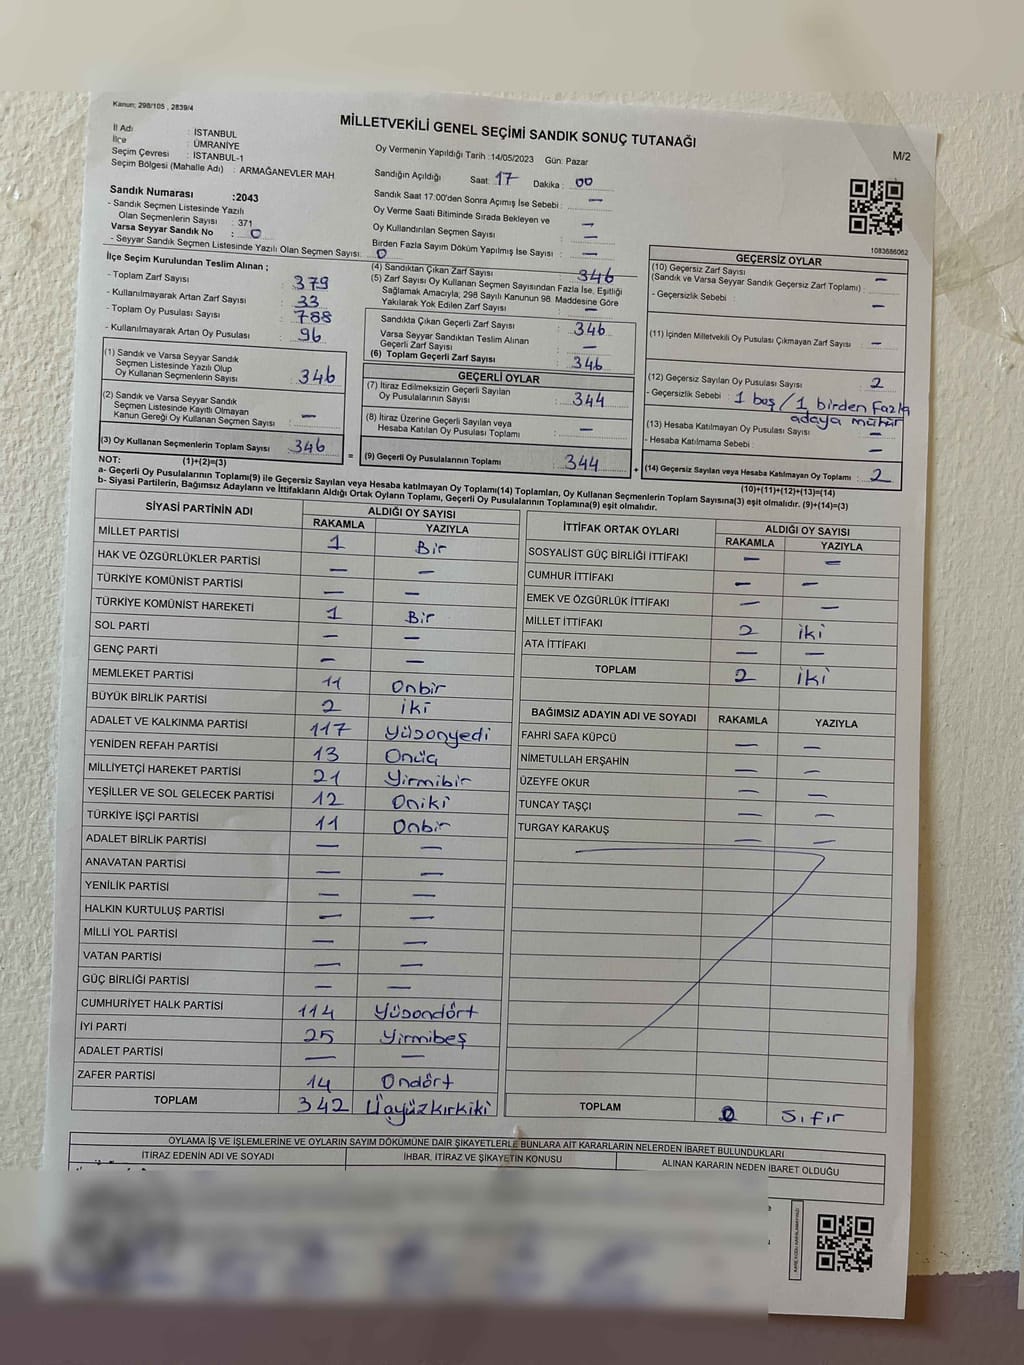 Kanun; 298/105 , 2839/4
MİLLETVEKİLİ GENEL SEÇİMİ SANDIK SONUÇ TUTANAĞI
M/2
İl Adı : İSTANBUL
İlçe : ÜMRANİYE
Seçim Çevresi : İSTANBUL-1
Seçim Bölgesi (Mahalle Adı) : ARMAĞANEVLER MAH
Sandık Numarası :2043
- Sandık Seçmen Listesinde Yazılı
Olan Seçmenlerin Sayısı : 371
Varsa Seyyar Sandık No : 0
- Seyyar Sandık Seçmen Listesinde Yazılı Olan Seçmen Sayısı: 0
Oy Vermenin Yapıldığı Tarih :14/05/2023 Gün: Pazar
Sandığın Açıldığı Saat: 17 Dakika : 00
Sandık Saat 17:00'den Sonra Açımış İse Sebebi : —
Oy Verme Saati Bitiminde Sırada Bekleyen ve —
Oy Kullandırılan Seçmen Sayısı : —
Birden Fazla Sayım Döküm Yapılmış İse Sayısı : —
1083686062
İlçe Seçim Kurulundan Teslim Alınan ;
- Toplam Zarf Sayısı : 379
- Kullanılmayarak Artan Zarf Sayısı : 33
- Toplam Oy Pusulası Sayısı : 788
- Kullanılmayarak Artan Oy Pusulası : 96
(1) Sandık ve Varsa Seyyar Sandık
Seçmen Listesinde Yazılı Olup
Oy Kullanan Seçmenlerin Sayısı : 346
(2) Sandık ve Varsa Seyyar Sandık
Seçmen Listesinde Kayıtlı Olmayan
Kanun Gereği Oy Kullanan Seçmen Sayısı : —
(3) Oy Kullanan Seçmenlerin Toplam Sayısı : 346
(4) Sandıktan Çıkan Zarf Sayısı : 346
(5) Zarf Sayısı Oy Kullanan Seçmen Sayısından Fazla İse, Eşitliği
Sağlamak Amacıyla; 298 Sayılı Kanunun 98. Maddesine Göre
Yakılarak Yok Edilen Zarf Sayısı : —
Sandıkta Çıkan Geçerli Zarf Sayısı : 346
Varsa Seyyar Sandıktan Teslim Alınan
Geçerli Zarf Sayısı : —
(6) Toplam Geçerli Zarf Sayısı : 346
GEÇERLİ OYLAR
(7) İtiraz Edilmeksizin Geçerli Sayılan
Oy Pusulalarının Sayısı : 344
(8) İtiraz Üzerine Geçerli Sayılan veya
Hesaba Katılan Oy Pusulası Toplamı : —
= (9) Geçerli Oy Pusulalarının Toplamı : 344 +
GEÇERSİZ OYLAR
(10) Geçersiz Zarf Sayısı
(Sandık ve Varsa Seyyar Sandık Geçersiz Zarf Toplamı) : —
- Geçersizlik Sebebi : —
(11) İçinden Milletvekili Oy Pusulası Çıkmayan Zarf Sayısı : —
(12) Geçersiz Sayılan Oy Pusulası Sayısı : 2
- Geçersizlik Sebebi : 1 boş / 1 birden fazla
adaya mühür
(13) Hesaba Katılmayan Oy Pusulası Sayısı : —
- Hesaba Katılmama Sebebi : —
(14) Geçersiz Sayılan veya Hesaba Katılmayan Oy Toplamı : 2
NOT: (1)+(2)=(3)
(10)+(11)+(12)+(13)=(14)
a- Geçerli Oy Pusulalarının Toplamı(9) ile Geçersiz Sayılan veya Hesaba Katılmayan Oy Toplamı(14) Toplamları, Oy Kullanan Seçmenlerin Toplam Sayısına(3) eşit olmalıdır. (9)+(14)=(3)
b- Siyasi Partilerin, Bağımsız Adayların ve İttifakların Aldığı Ortak Oyların Toplamı, Geçerli Oy Pusulalarının Toplamına(9) eşit olmalıdır.
SİYASİ PARTİNİN ADI ALDIĞI OY SAYISI
RAKAMLA YAZIYLA
MİLLET PARTİSİ 1 Bir
HAK VE ÖZGÜRLÜKLER PARTİSİ — —
TÜRKİYE KOMÜNİST PARTİSİ — —
TÜRKİYE KOMÜNİST HAREKETİ 1 Bir
SOL PARTİ — —
GENÇ PARTİ — —
MEMLEKET PARTİSİ 11 Onbir
BÜYÜK BİRLİK PARTİSİ 2 iki
ADALET VE KALKINMA PARTİSİ 117 Yüzonyedi
YENİDEN REFAH PARTİSİ 13 Onüç
MİLLİYETÇİ HAREKET PARTİSİ 21 Yirmibir
YEŞİLLER VE SOL GELECEK PARTİSİ 12 Oniki
TÜRKİYE İŞÇİ PARTİSİ 11 Onbir
ADALET BİRLİK PARTİSİ — —
ANAVATAN PARTİSİ — —
YENİLİK PARTİSİ — —
HALKIN KURTULUŞ PARTİSİ — —
MİLLİ YOL PARTİSİ — —
VATAN PARTİSİ — —
GÜÇ BİRLİĞİ PARTİSİ — —
CUMHURİYET HALK PARTİSİ 114 Yüzondört
İYİ PARTİ 25 Yirmibeş
ADALET PARTİSİ — —
ZAFER PARTİSİ 14 Ondört
TOPLAM 342 Üçyüzkırkiki
İTTİFAK ORTAK OYLARI ALDIĞI OY SAYISI
RAKAMLA YAZIYLA
SOSYALİST GÜÇ BİRLİĞİ İTTİFAKI — —
CUMHUR İTTİFAKI — —
EMEK VE ÖZGÜRLÜK İTTİFAKI — —
MİLLET İTTİFAKI 2 iki
ATA İTTİFAKI — —
TOPLAM 2 iki
BAĞIMSIZ ADAYIN ADI VE SOYADI RAKAMLA YAZIYLA
FAHRİ SAFA KÜPCÜ — —
NİMETULLAH ERŞAHİN — —
ÜZEYFE OKUR — —
TUNCAY TAŞÇI — —
TURGAY KARAKUŞ — —
TOPLAM 0 Sıfır
OYLAMA İŞ VE İŞLEMLERİNE VE OYLARIN SAYIM DÖKÜMÜNE DAİR ŞİKAYETLERLE BUNLARA AİT KARARLARIN NELERDEN İBARET BULUNDUKLARI
İTİRAZ EDENİN ADI VE SOYADI İHBAR, İTİRAZ VE ŞİKAYETİN KONUSU ALINAN KARARIN NEDEN İBARET OLDUĞU